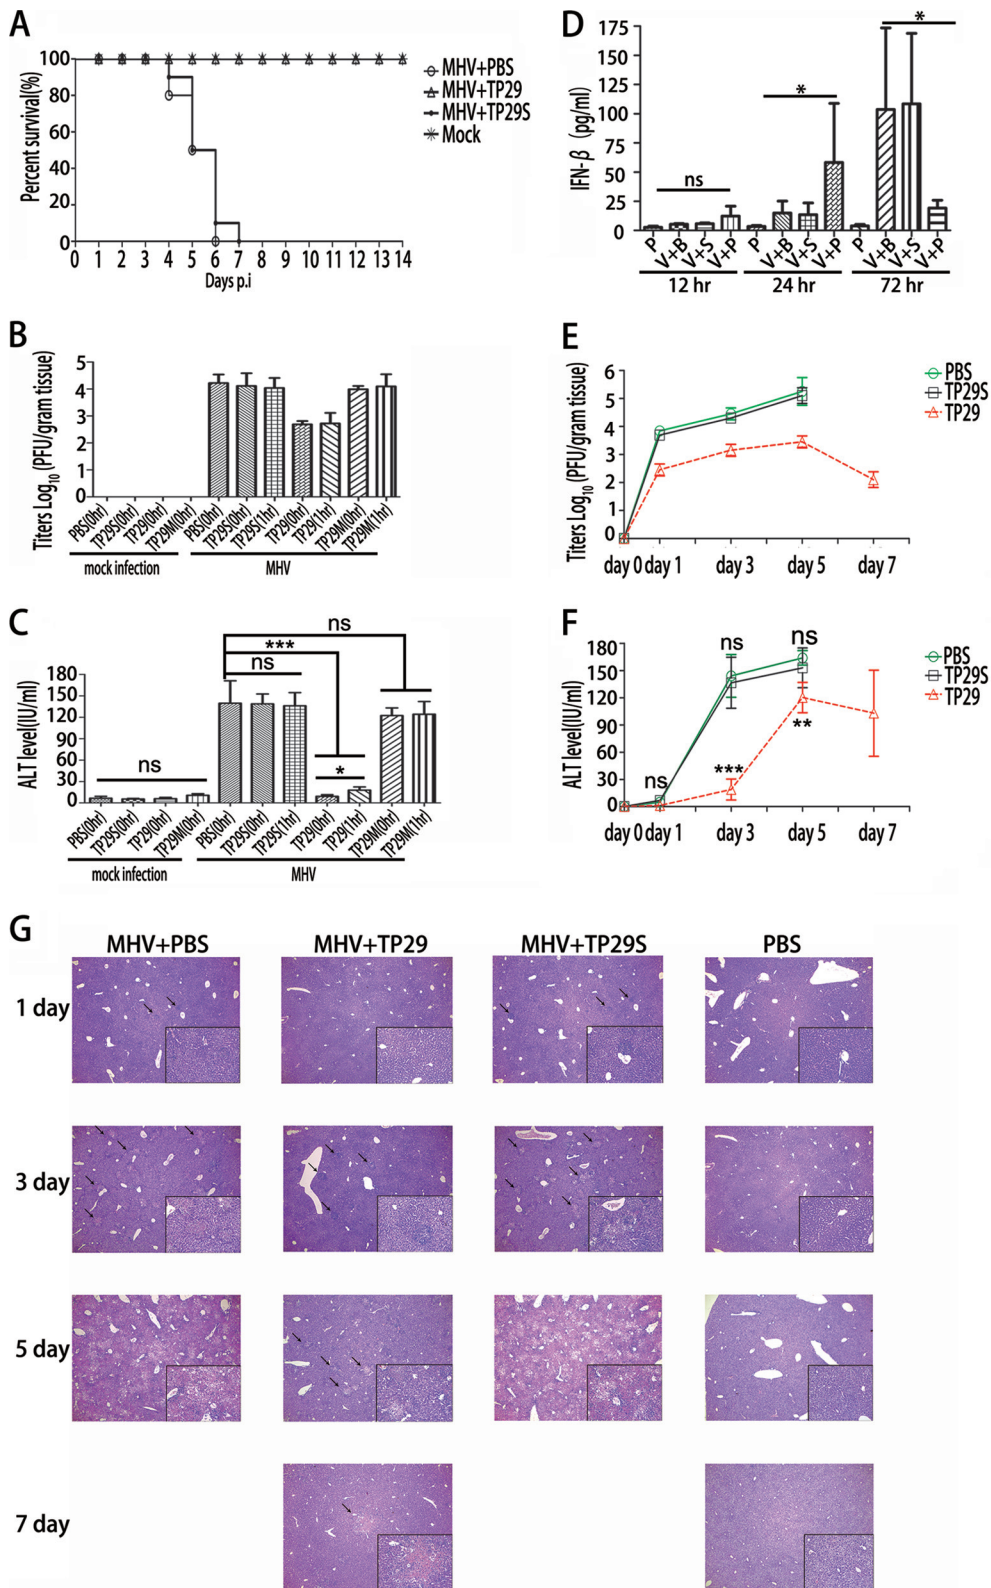 A
Percent survival(%)
100
80
60
40
20
0
0 1 2 3 4 5 6 7 8 9 10 11 12 13 14
Days p.i
MHV+PBS
MHV+TP29
MHV+TP29S
Mock
D
IFN-β (pg/ml)
175
150
125
100
75
50
25
0
ns
*
*
P V+B V+S V+P P V+B V+S V+P P V+B V+S V+P
12 hr 24 hr 72 hr
B
Titers Log10 (PFU/gram tissue)
5
4
3
2
1
0
PBS(0hr) TP29S(0hr) TP29(0hr) TP29M(0hr) PBS(0hr) TP29S(0hr) TP29S(1hr) TP29(0hr) TP29(1hr) TP29M(0hr) TP29M(1hr)
mock infection MHV
E
Titers Log10 (PFU/gram tissue)
6
5
4
3
2
1
0
day 0 day 1 day 3 day 5 day 7
PBS
TP29S
TP29
C
ALT level(IU/ml)
180
150
120
90
60
30
0
ns
***
ns
ns
*
PBS(0hr) TP29S(0hr) TP29(0hr) TP29M(0hr) PBS(0hr) TP29S(0hr) TP29S(1hr) TP29(0hr) TP29(1hr) TP29M(0hr) TP29M(1hr)
mock infection MHV
F
ALT level(IU/ml)
180
150
120
90
60
30
0
ns
ns
ns
***
**
day 0 day 1 day 3 day 5 day 7
PBS
TP29S
TP29
G
MHV+PBS MHV+TP29 MHV+TP29S PBS
1 day
3 day
5 day
7 day